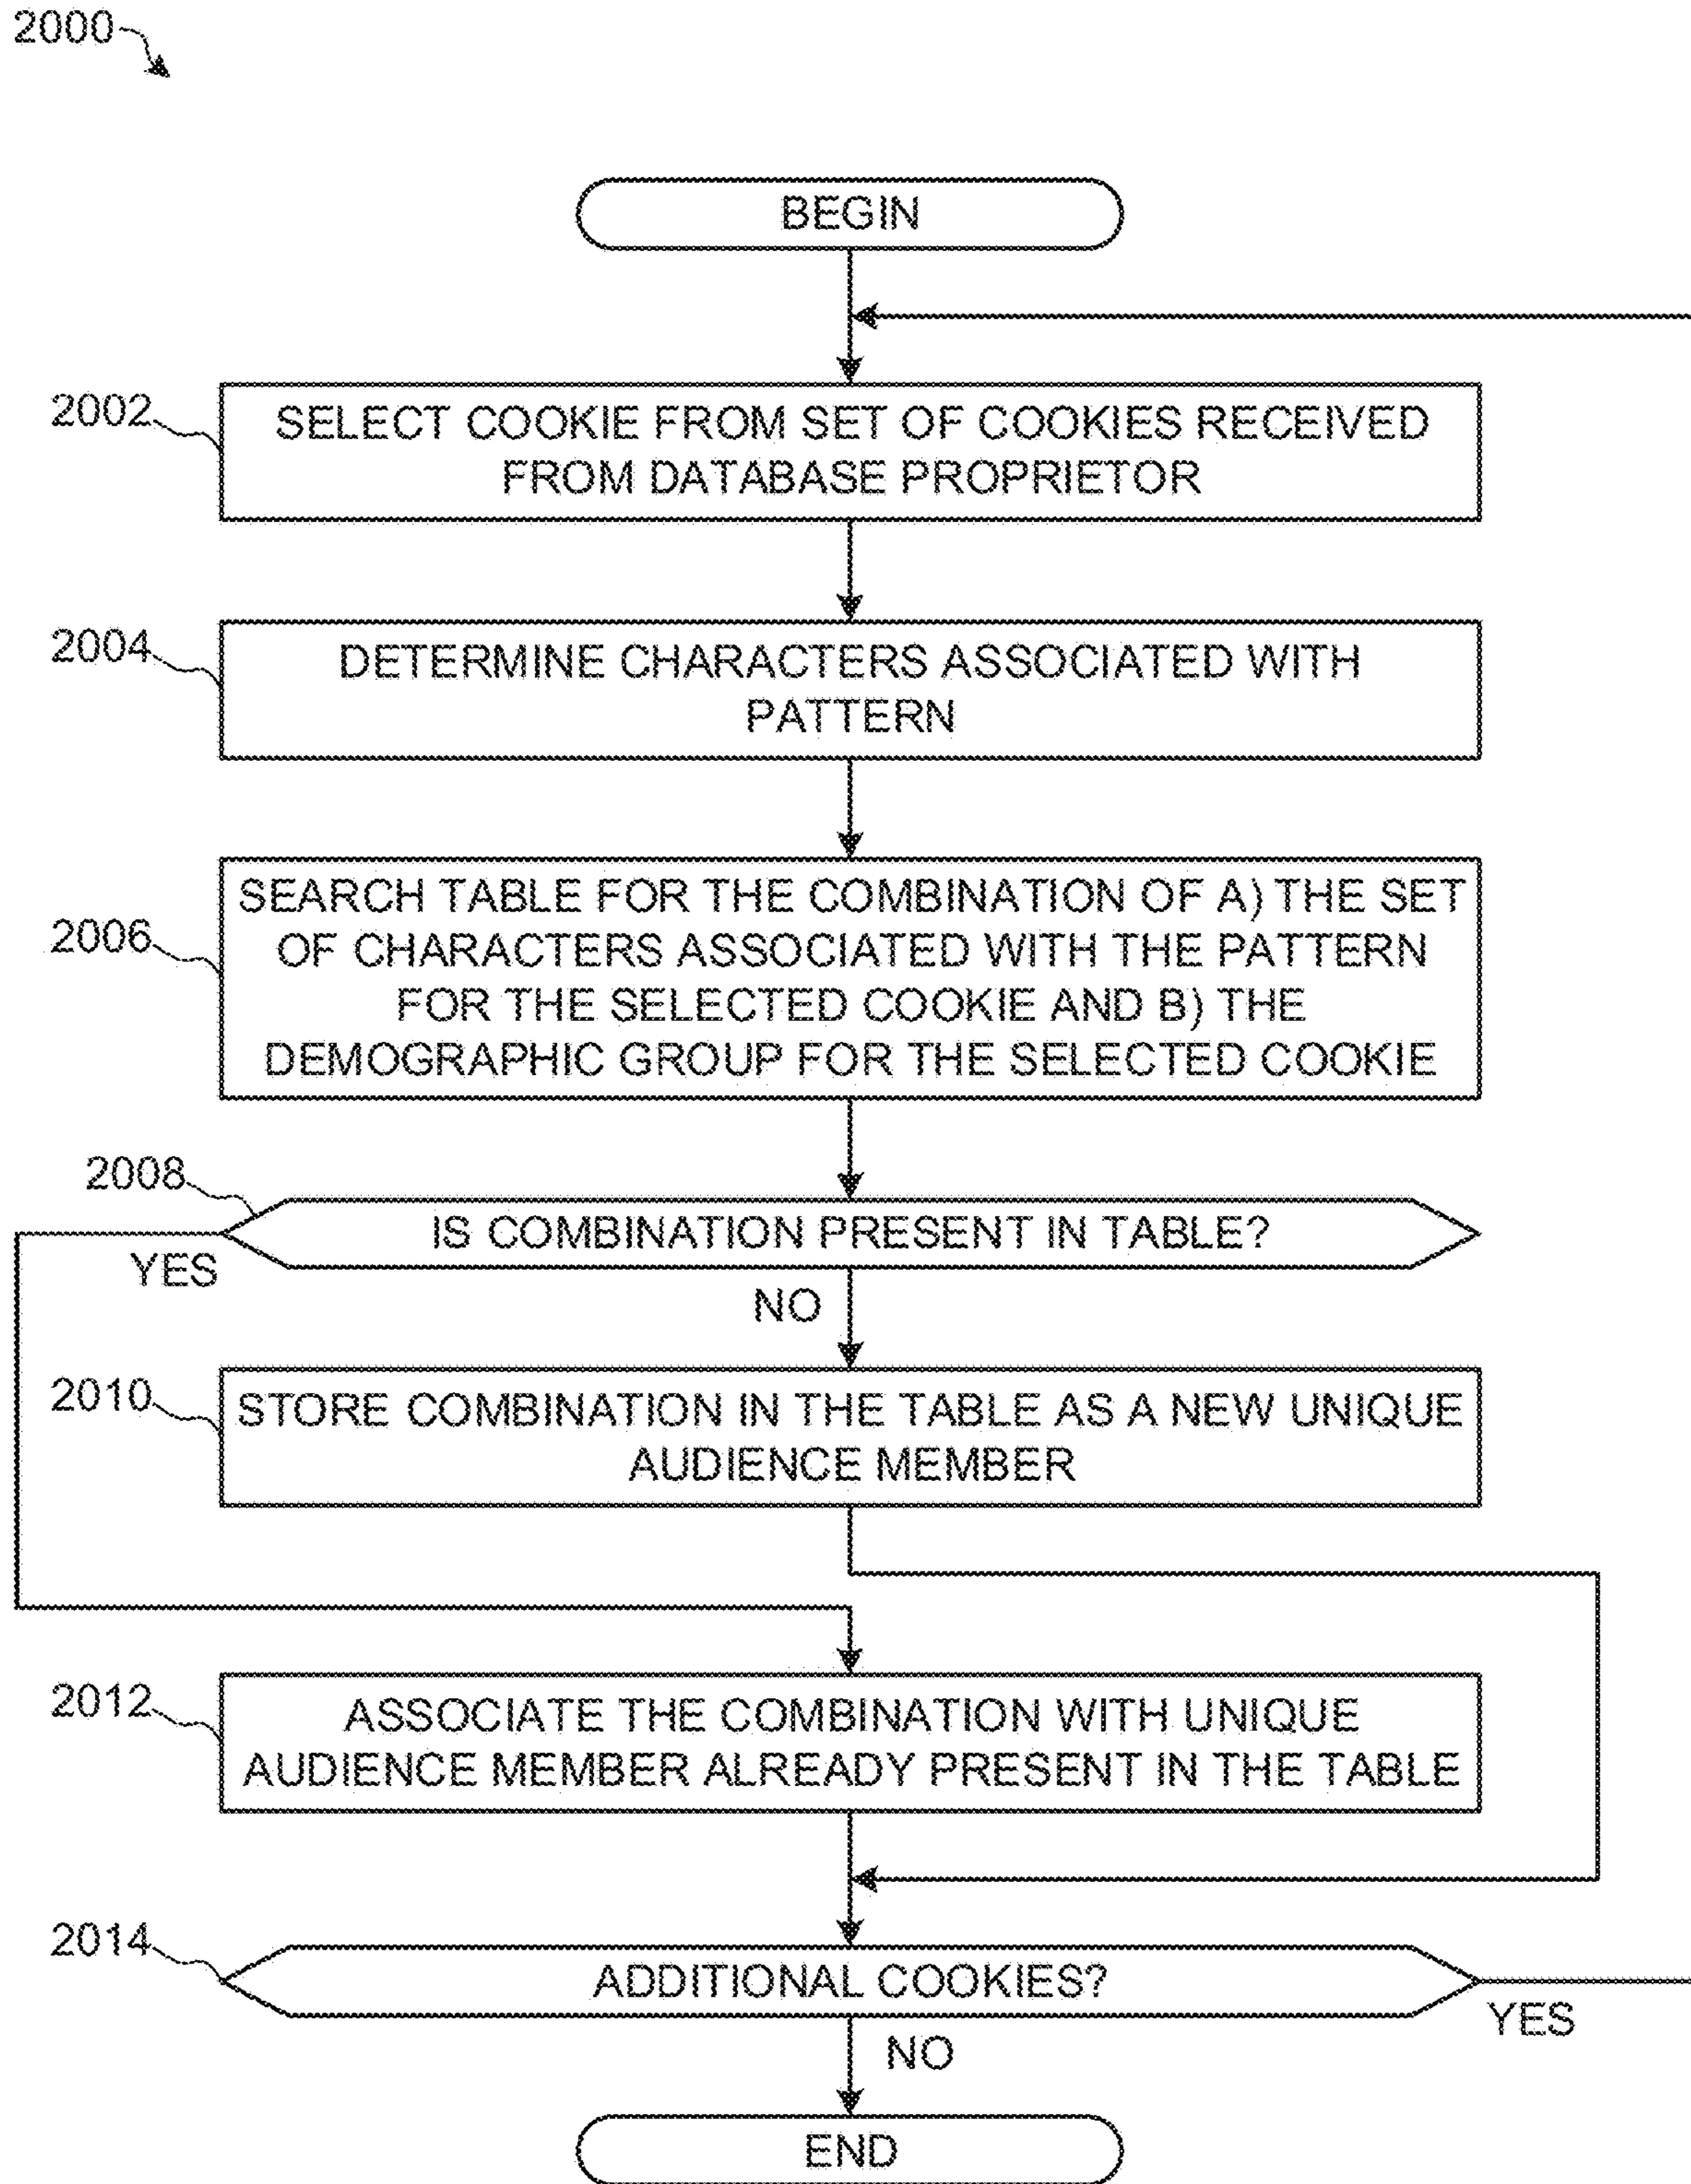 2000
BEGIN
2002
SELECT COOKIE FROM SET OF COOKIES RECEIVED
FROM DATABASE PROPRIETOR
2004
DETERMINE CHARACTERS ASSOCIATED WITH
PATTERN
2006
SEARCH TABLE FOR THE COMBINATION OF A) THE SET
OF CHARACTERS ASSOCIATED WITH THE PATTERN
FOR THE SELECTED COOKIE AND B) THE
DEMOGRAPHIC GROUP FOR THE SELECTED COOKIE
2008
IS COMBINATION PRESENT IN TABLE?
YES
NO
2010
STORE COMBINATION IN THE TABLE AS A NEW UNIQUE
AUDIENCE MEMBER
2012
ASSOCIATE THE COMBINATION WITH UNIQUE
AUDIENCE MEMBER ALREADY PRESENT IN THE TABLE
2014
ADDITIONAL COOKIES?
YES
NO
END